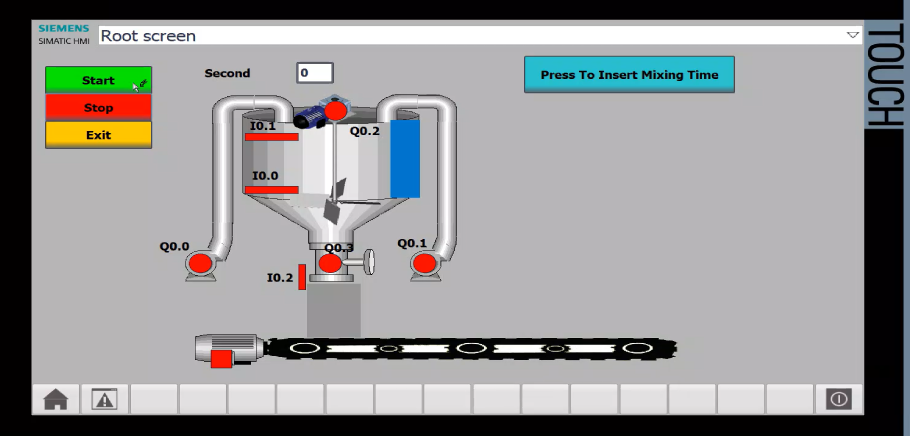 SIEMENS
SIMATIC HMI
Root screen
TOUCH
Start
Second
0
Press To Insert Mixing Time
Stop
Exit
I0.1
Q0.2
I0.0
Q0.0
Q0.3
Q0.1
I0.2